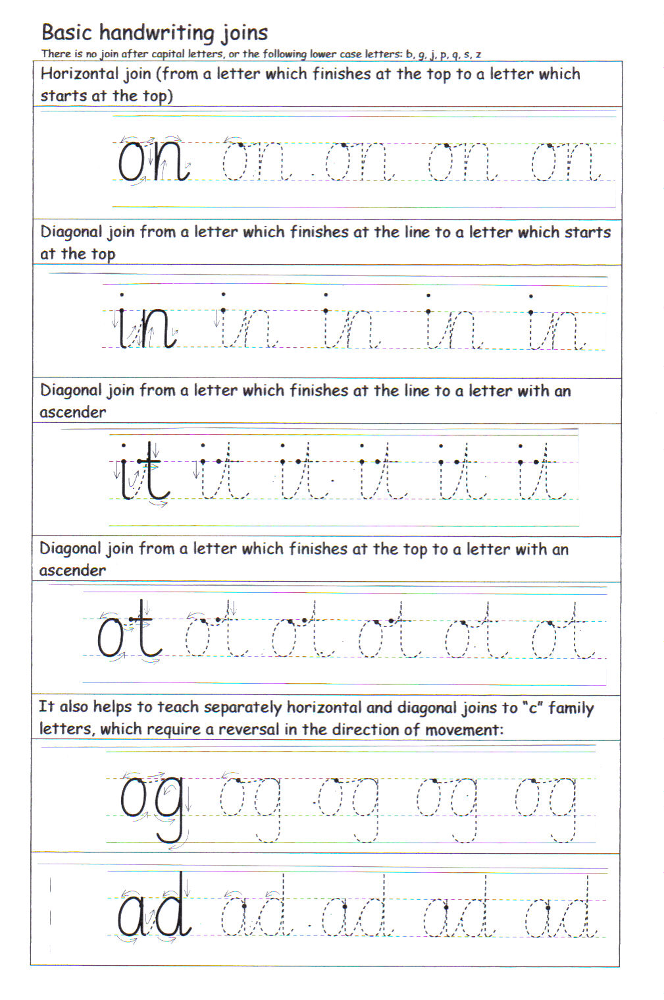 Basic handwriting joins
There is no join after capital letters, or the following lower case letters: b, g, j, p, q, s, z
Horizontal join (from a letter which finishes at the top to a letter which
starts at the top)
on on on on on
Diagonal join from a letter which finishes at the line to a letter which starts
at the top
in in in in in
Diagonal join from a letter which finishes at the line to a letter with an
ascender
it it it it it it
Diagonal join from a letter which finishes at the top to a letter with an
ascender
ot ot ot ot ot ot
It also helps to teach separately horizontal and diagonal joins to "c" family
letters, which require a reversal in the direction of movement:
og og og og og
ad ad ad ad ad